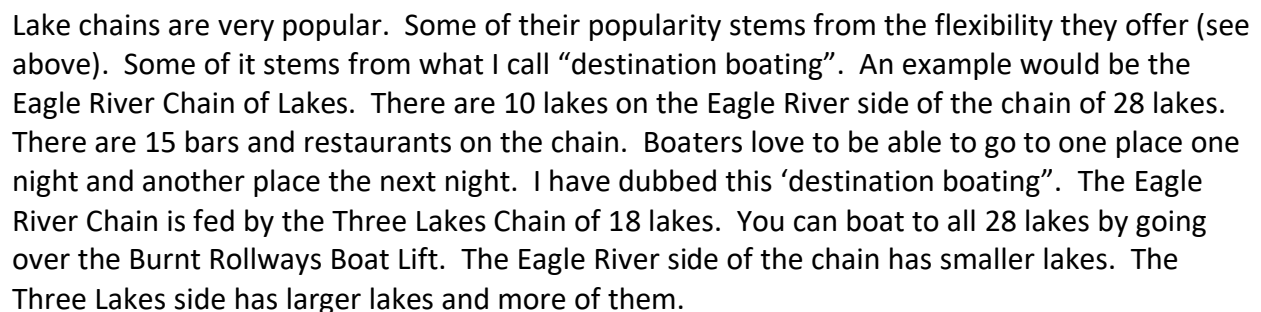 Lake chains are very popular.  Some of their popularity stems from the flexibility they offer (see
above).  Some of it stems from what I call “destination boating”.  An example would be the
Eagle River Chain of Lakes.  There are 10 lakes on the Eagle River side of the chain of 28 lakes.
There are 15 bars and restaurants on the chain.  Boaters love to be able to go to one place one
night and another place the next night.  I have dubbed this ‘destination boating”.  The Eagle
River Chain is fed by the Three Lakes Chain of 18 lakes.  You can boat to all 28 lakes by going
over the Burnt Rollways Boat Lift.  The Eagle River side of the chain has smaller lakes.  The
Three Lakes side has larger lakes and more of them.